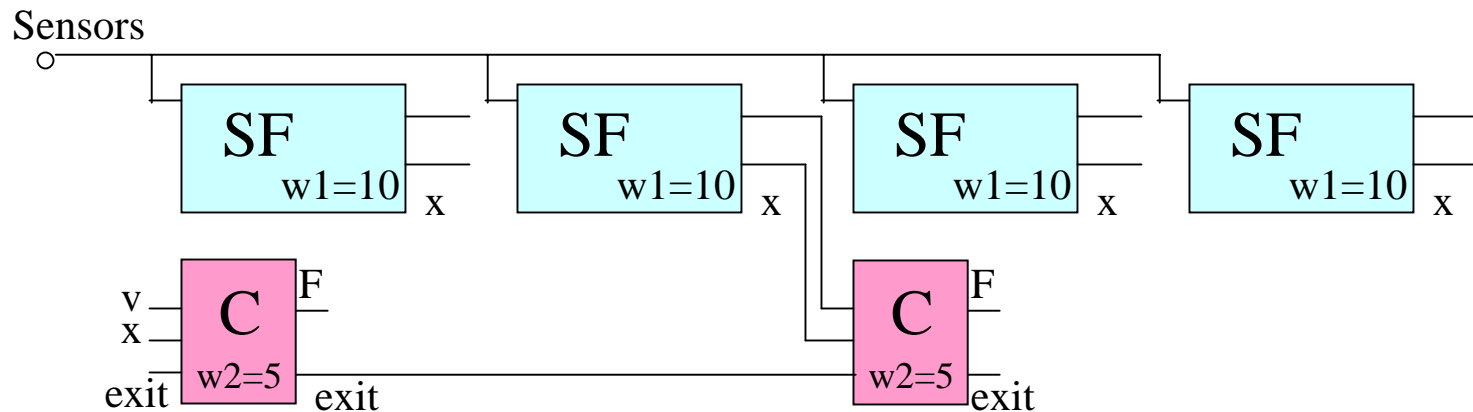 Sensors
SF
w1=10
x
SF
w1=10
x
SF
w1=10
x
SF
w1=10
x
v
x
exit
C
w2=5
F
exit
C
w2=5
F
exit